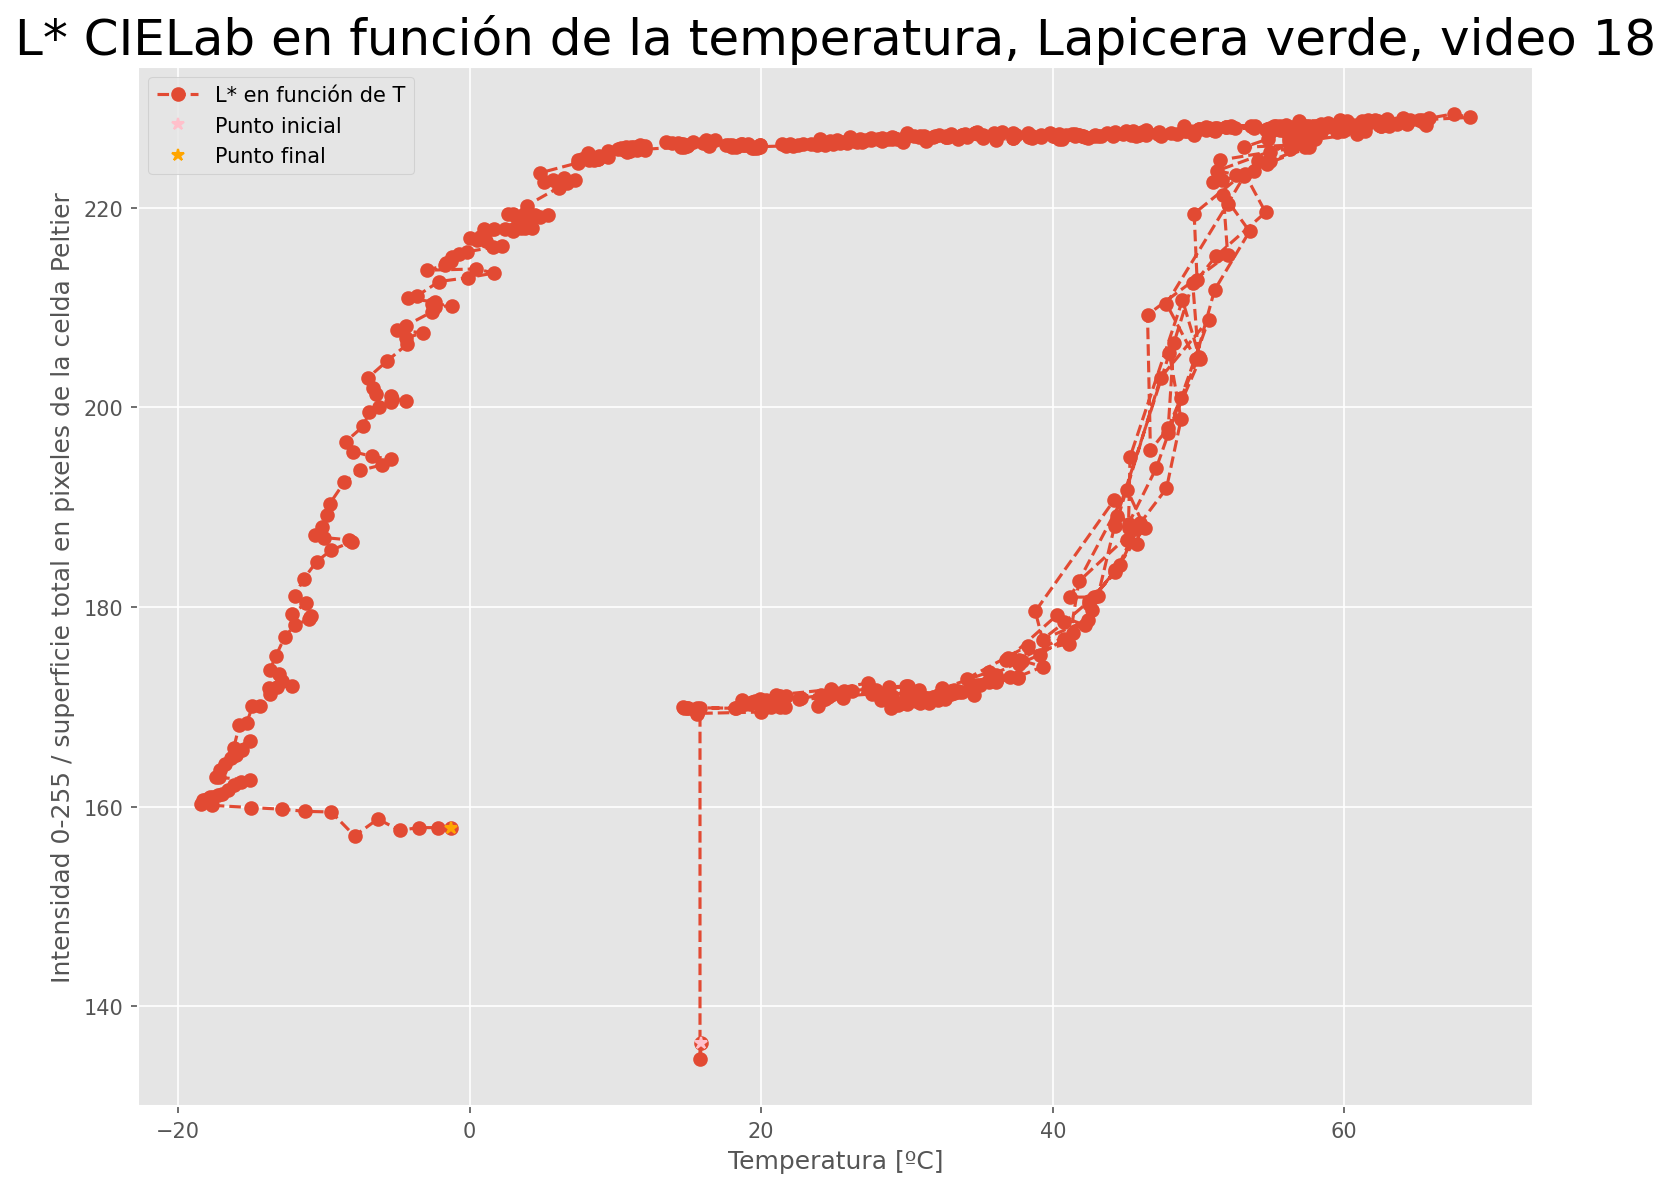 L* CIELab en función de la temperatura, Lapicera verde, video 18
L* en función de T
Punto inicial
Punto final
Intensidad 0-255 / superficie total en pixeles de la celda Peltier
220
200
180
160
140
−20
0
20
40
60
Temperatura [ºC]